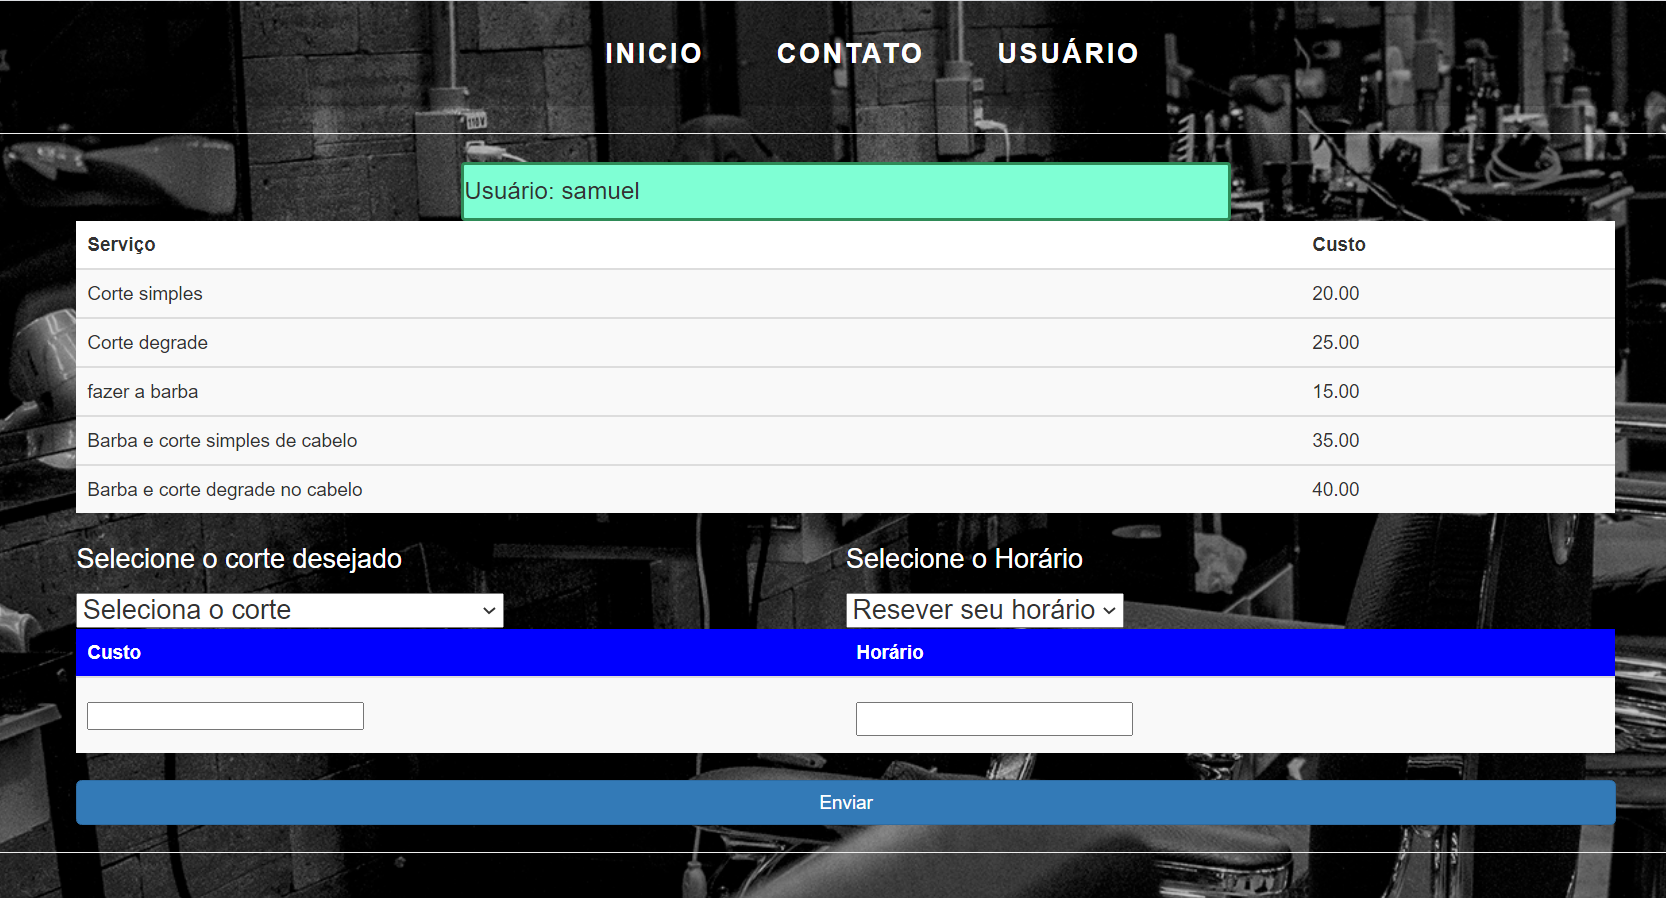 INICIO CONTATO USUÁRIO
110 V
Usuário: samuel
Serviço Custo
Corte simples 20.00
Corte degrade 25.00
fazer a barba 15.00
Barba e corte simples de cabelo 35.00
Barba e corte degrade no cabelo 40.00
Selecione o corte desejado Selecione o Horário
Seleciona o corte Resever seu horário
Custo Horário
Enviar